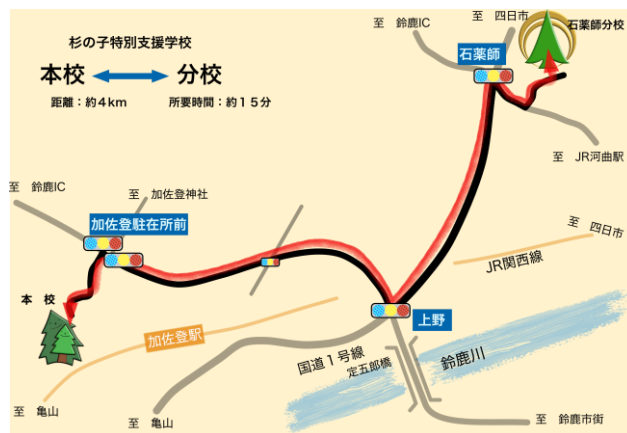 杉の子特別支援学校
本校 分校
距離：約４km 所要時間：約１５分
至 鈴鹿IC
至 四日市
石薬師分校
石薬師
至 JR河曲駅
至 鈴鹿IC
至 加佐登神社
加佐登駐在所前
至 四日市
JR関西線
本 校
上野
加佐登駅
国道１号線
定五郎橋
鈴鹿川
至 亀山
至 亀山
至 鈴鹿市街